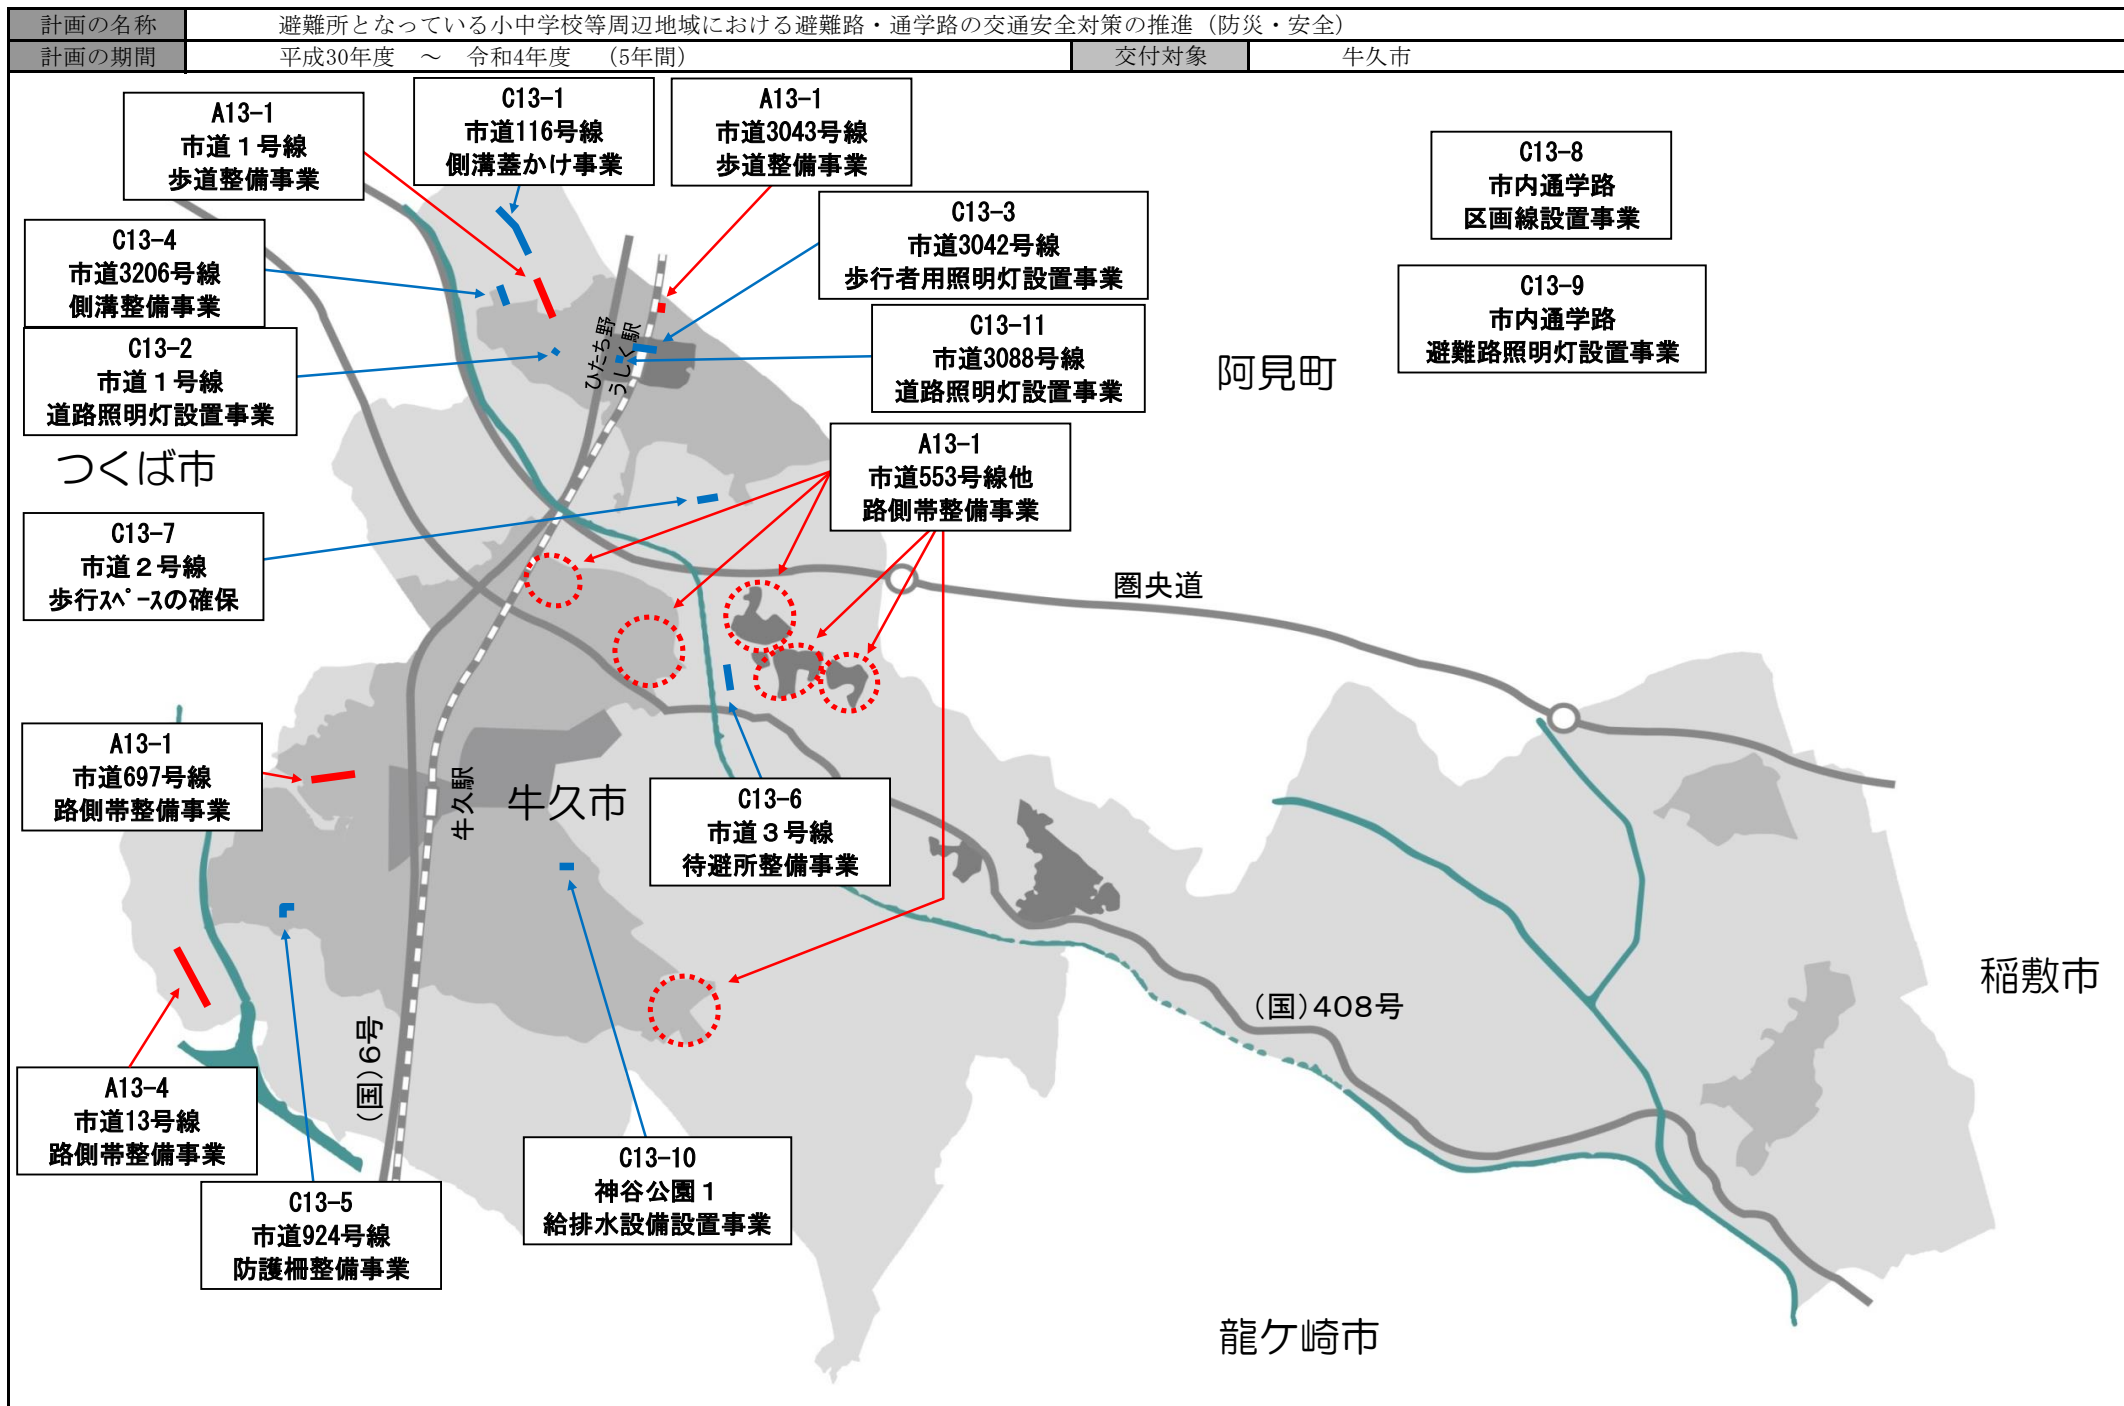 計画の名称
避難所となっている小中学校等周辺地域における避難路・通学路の交通安全対策の推進（防災・安全）
計画の期間
平成30年度　～　令和4年度　（5年間）
交付対象
牛久市
A13-1
市道１号線
歩道整備事業
C13-1
市道116号線
側溝蓋かけ事業
A13-1
市道3043号線
歩道整備事業
C13-8
市内通学路
区画線設置事業
C13-4
市道3206号線
側溝整備事業
C13-3
市道3042号線
歩行者用照明灯設置事業
C13-9
市内通学路
避難路照明灯設置事業
C13-2
市道１号線
道路照明灯設置事業
ひたち野
うしく駅
C13-11
市道3088号線
道路照明灯設置事業
阿見町
つくば市
A13-1
市道553号線他
路側帯整備事業
C13-7
市道２号線
歩行ｽﾍﾟｰｽの確保
圏央道
A13-1
市道697号線
路側帯整備事業
牛久駅
牛久市
C13-6
市道３号線
待避所整備事業
稲敷市
(国)408号
(国)6号
A13-4
市道13号線
路側帯整備事業
C13-10
神谷公園１
給排水設備設置事業
C13-5
市道924号線
防護柵整備事業
龍ケ崎市